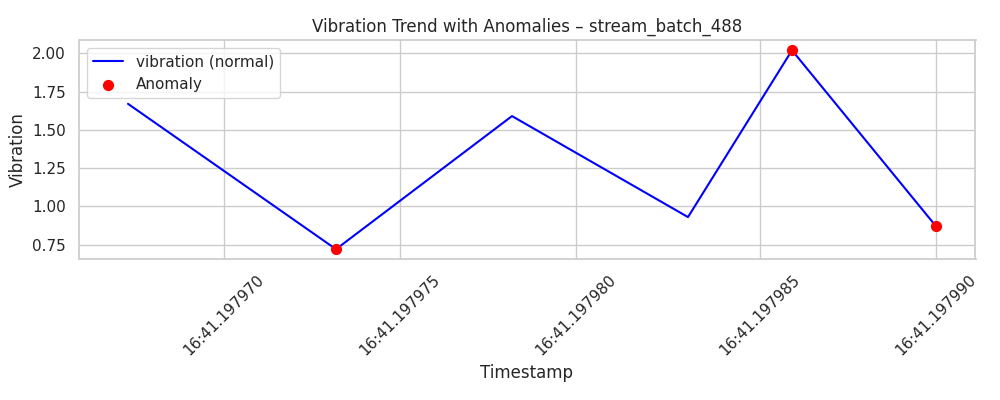 Vibration Trend with Anomalies – stream_batch_488
vibration (normal)
Anomaly
Vibration
2.00
1.75
1.50
1.25
1.00
0.75
16:41.197970
16:41.197975
16:41.197980
16:41.197985
16:41.197990
Timestamp